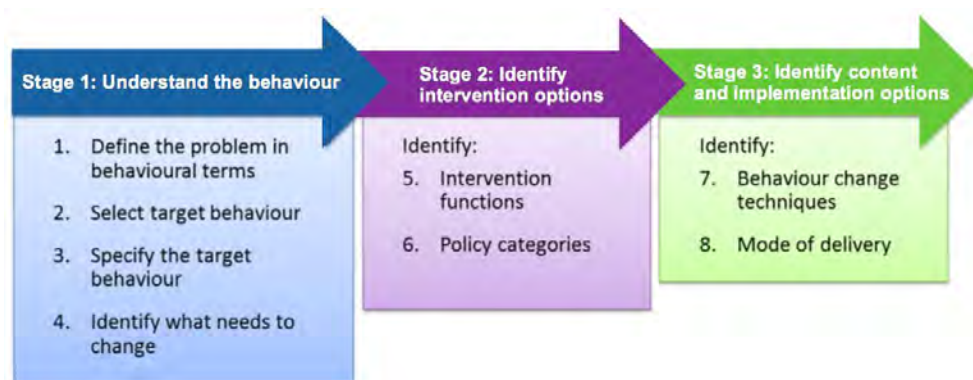 Stage 1: Understand the behaviour
1. Define the problem in
behavioural terms
2. Select target behaviour
3. Specify the target
behaviour
4. Identify what needs to
change
Stage 2: Identify
intervention options
Identify:
5. Intervention
functions
6. Policy categories
Stage 3: Identify content
and implementation options
Identify:
7. Behaviour change
techniques
8. Mode of delivery